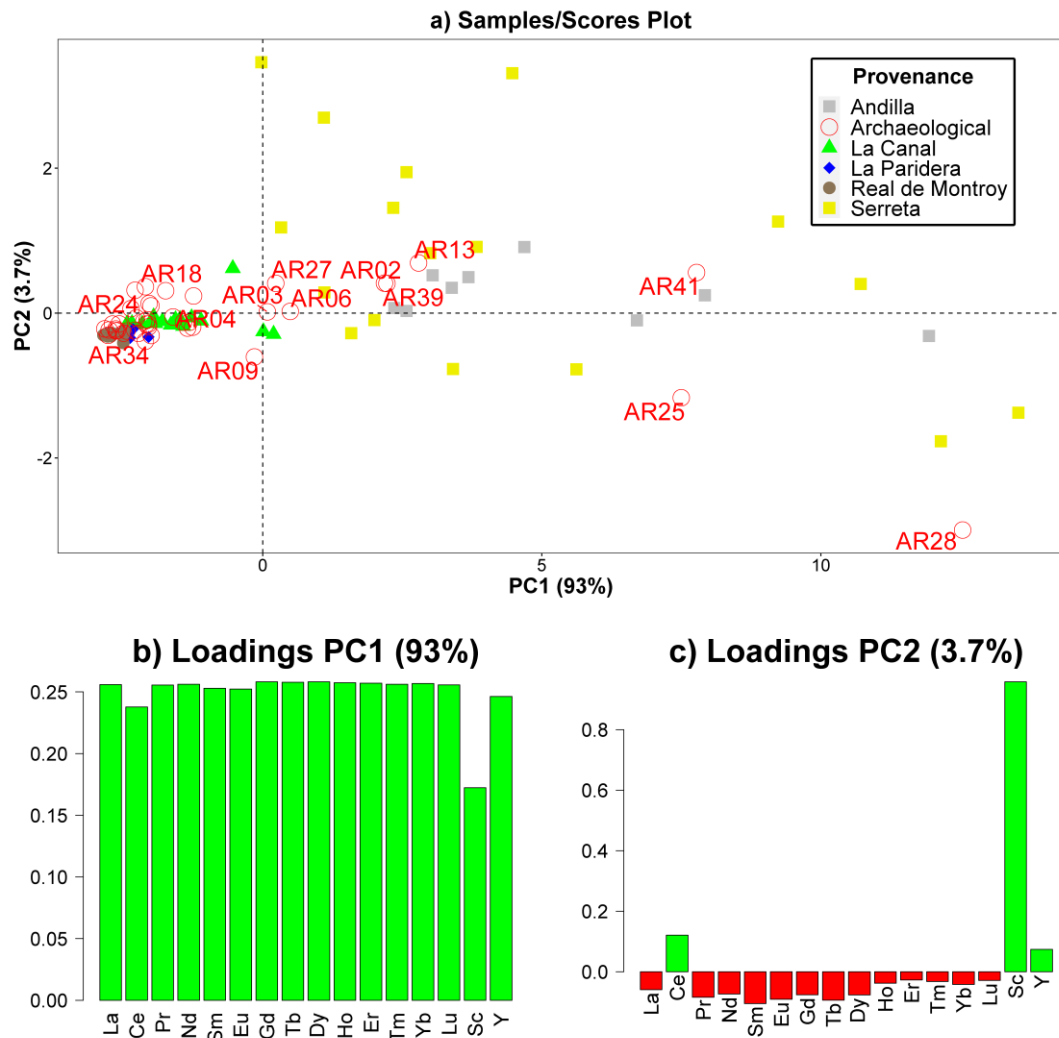 a) Samples/Scores Plot
PC2 (3.7%)
2
0
-2
0
5
10
PC1 (93%)
Provenance
Andilla
Archaeological
La Canal
La Paridera
Real de Montroy
Serreta
AR18
AR27
AR02
AR13
AR41
AR24
AR03
AR06
AR39
AR04
AR34
AR09
AR25
AR28
b) Loadings PC1 (93%)
0.25
0.20
0.15
0.10
0.05
0.00
La
Ce
Pr
Nd
Sm
Eu
Gd
Tb
Dy
Ho
Er
Tm
Yb
Lu
Sc
Y
c) Loadings PC2 (3.7%)
0.8
0.6
0.4
0.2
0.0
La
Ce
Pr
Nd
Sm
Eu
Gd
Tb
Dy
Ho
Er
Tm
Yb
Lu
Sc
Y